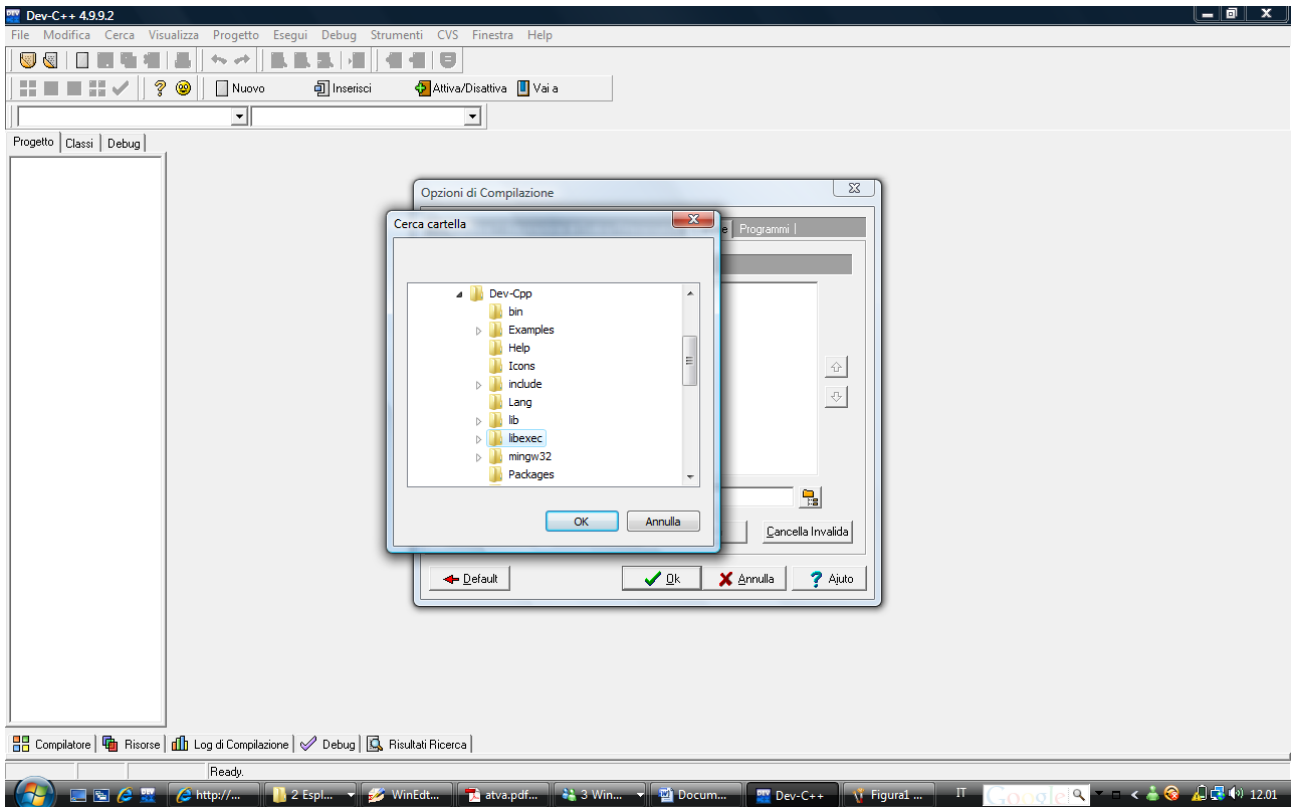 Dev-C++ 4.9.9.2
File Modifica Cerca Visualizza Progetto Esegui Debug Strumenti CVS Finestra Help
Nuovo Inserisci Attiva/Disattiva Vai a
Progetto Classi Debug
Opzioni di Compilazione
Cerca cartella
e Programmi
Dev-Cpp
bin
Examples
Help
Icons
include
Lang
lib
libexec
mingw32
Packages
OK Annulla
Cancella Invalida
Default Ok Annulla Aiuto
Compilatore Risorse Log di Compilazione Debug Risultati Ricerca
Ready.
http://... 2 Espl... WinEdt... atva.pdf... 3 Win... Docum... Dev-C++ Figura1 ... IT Google 12.01